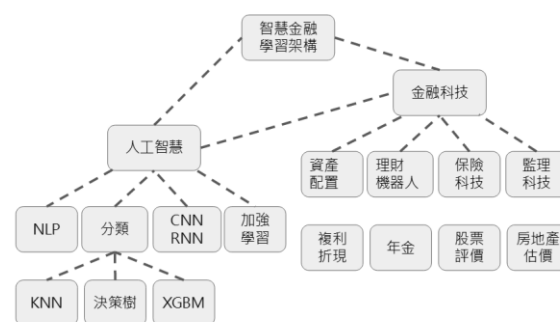 智慧金融
學習架構
金融科技
人工智慧
資產
配置
理財
機器人
保險
科技
監理
科技
NLP
分類
CNN
RNN
加強
學習
複利
折現
年金
股票
評價
房地產
估價
KNN
決策樹
XGBM